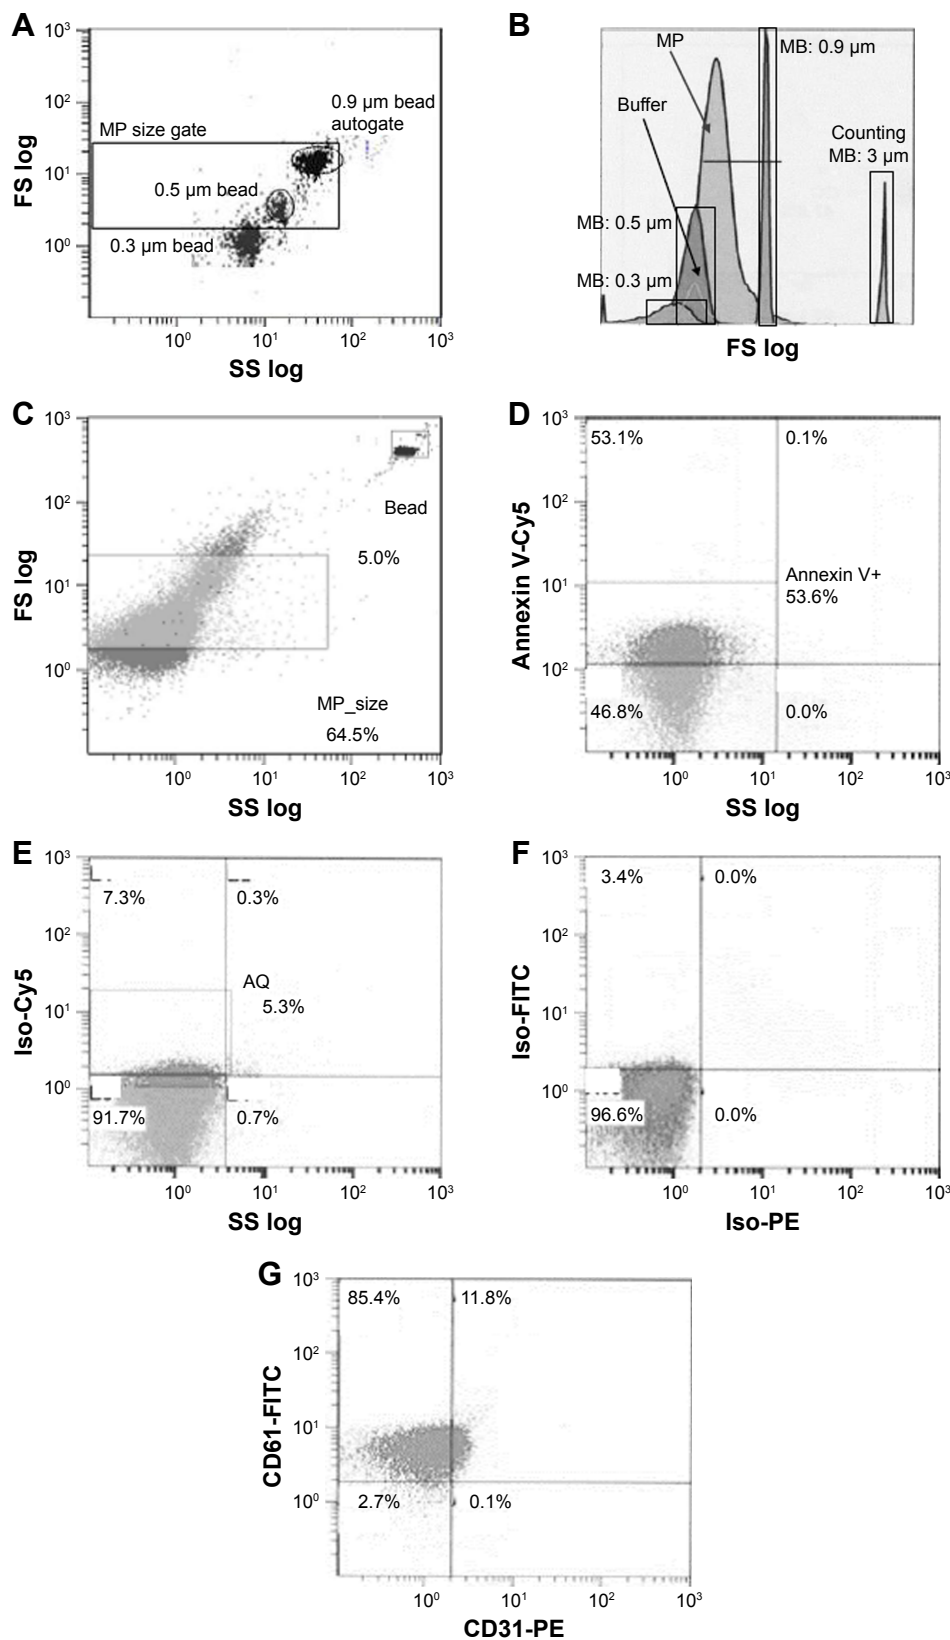 A
10³
10²
10¹
10⁰
FS log
MP size gate
0.9 µm bead
autogate
0.5 µm bead
0.3 µm bead
10⁰ 10¹ 10² 10³
SS log
B
MP
MB: 0.9 µm
Buffer
Counting
MB: 3 µm
MB: 0.5 µm
MB: 0.3 µm
FS log
C
10³
10²
10¹
10⁰
FS log
Bead
5.0%
MP_size
64.5%
10⁰ 10¹ 10² 10³
SS log
D
10³
10²
10¹
10²
Annexin V-Cy5
53.1% 0.1%
Annexin V+
53.6%
46.8% 0.0%
10⁰ 10¹ 10² 10³
SS log
E
10³
10²
10¹
10⁰
Iso-Cy5
7.3% 0.3%
AQ
5.3%
91.7% 0.7%
10⁰ 10¹ 10² 10³
SS log
F
10³
10²
10¹
10⁰
Iso-FITC
3.4% 0.0%
96.6% 0.0%
10⁰ 10¹ 10² 10³
Iso-PE
G
10³
10²
10¹
10⁰
CD61-FITC
85.4% 11.8%
2.7% 0.1%
10⁰ 10¹ 10² 10³
CD31-PE